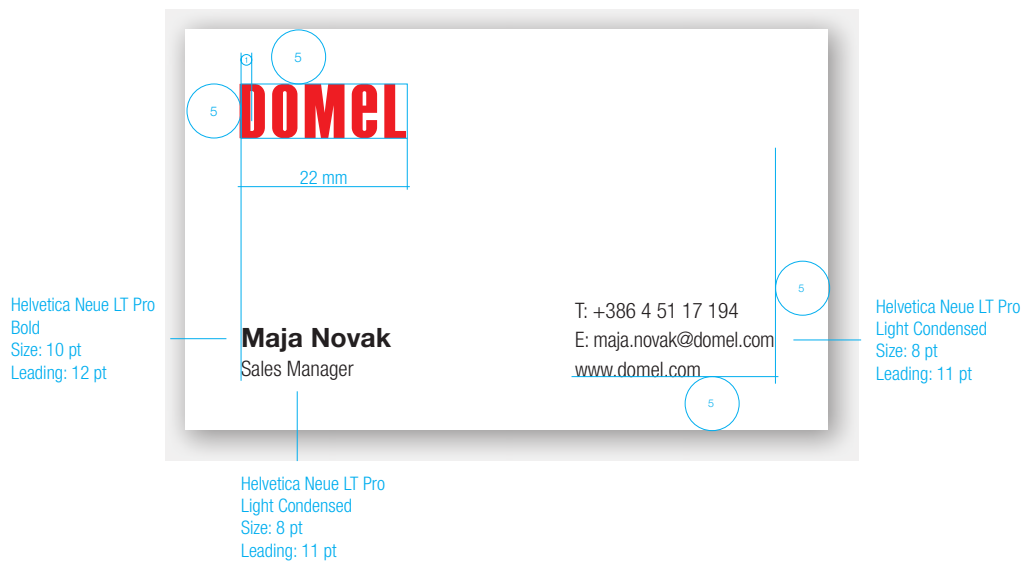 1
5
5
DOMEL
22 mm
Helvetica Neue LT Pro
Bold
Size: 10 pt
Leading: 12 pt
Maja Novak
Sales Manager
T: +386 4 51 17 194
E: maja.novak@domel.com
www.domel.com
5
5
Helvetica Neue LT Pro
Light Condensed
Size: 8 pt
Leading: 11 pt
Helvetica Neue LT Pro
Light Condensed
Size: 8 pt
Leading: 11 pt